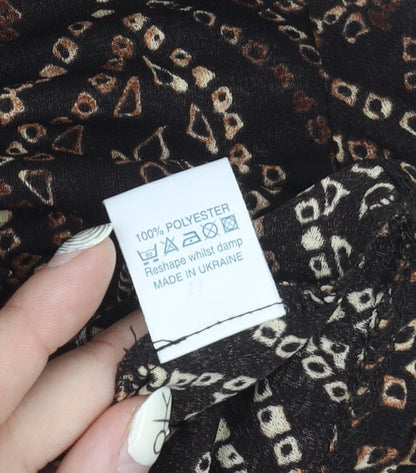 100% POLYESTER
Reshape whilst damp
MADE IN UKRAINE